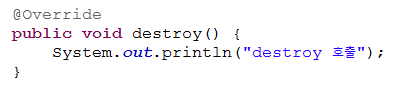 @Override
public void destroy() {
    System.out.println("destroy 호출");
}